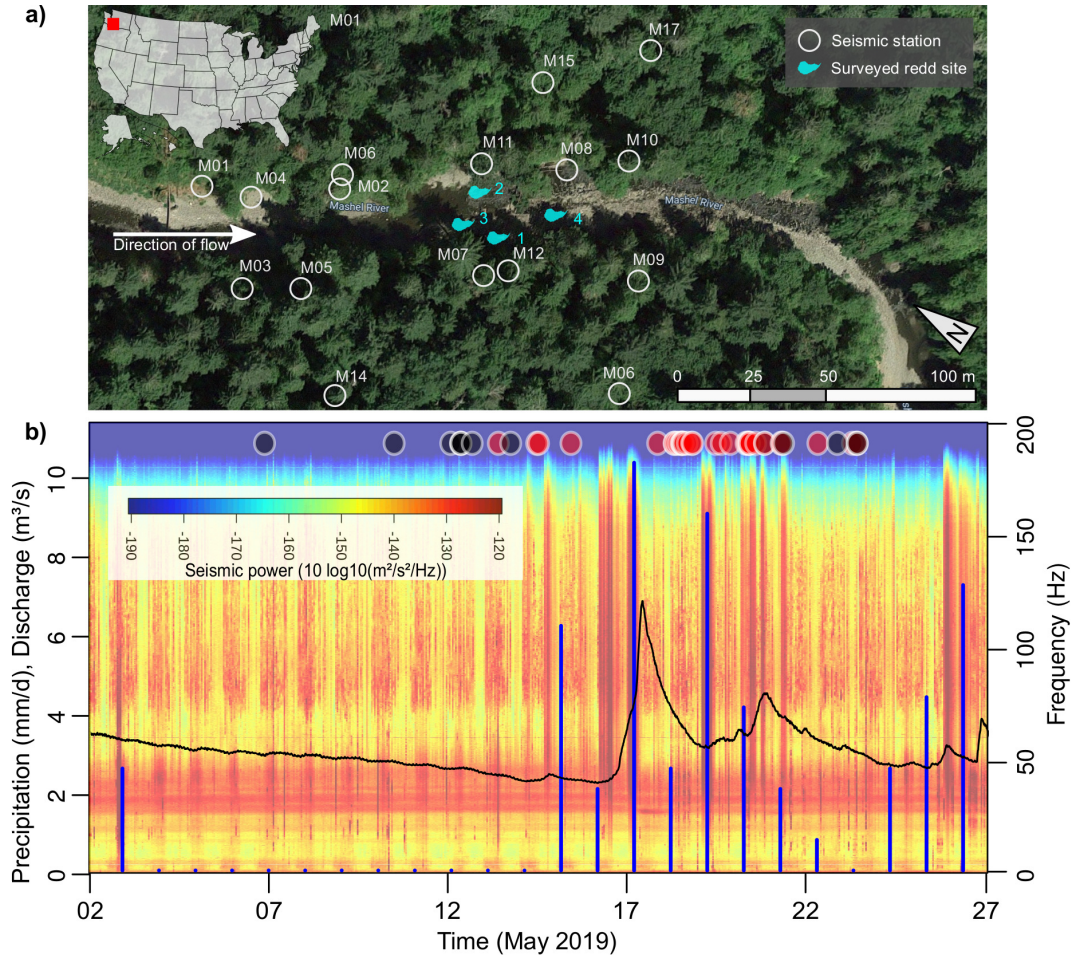 a)
M01
M17
Seismic station
M15
Surveyed redd site
M11
M10
M06
M08
M01
M04
M02
2
Mashel River
Mashel River
3
4
Direction of flow
1
M07
M12
M03
M05
M09
N
M14
M06
0 25 50 100 m
b)
Precipitation (mm/d), Discharge (m³/s)
0 2 4 6 8 10
-190 -180 -170 -160 -150 -140 -130 -120
Seismic power (10 log10(m²/s²/Hz))
Frequency (Hz)
0 50 100 150 200
02 07 12 17 22 27
Time (May 2019)